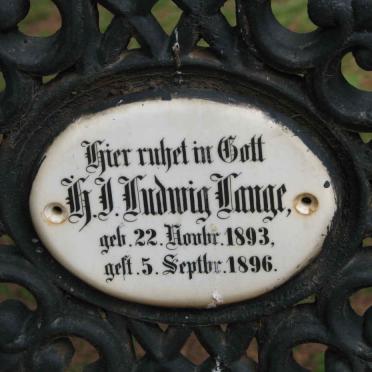 Hier ruhet in Gott
H. J. Ludwig Lange,
geb. 22. Novbr. 1893,
gest. 5. Septbr. 1896.